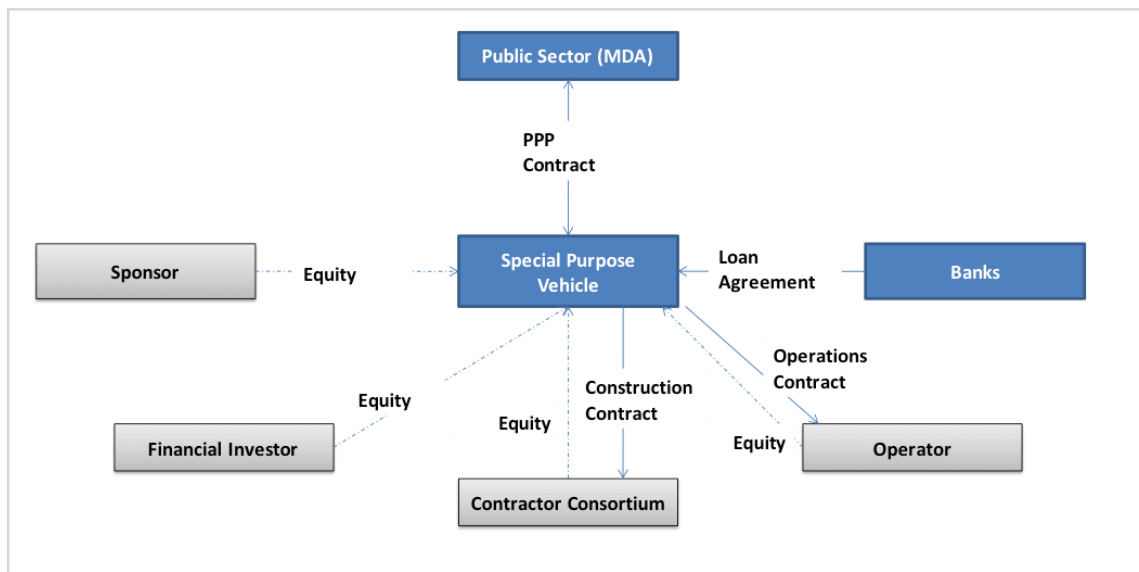 Public Sector (MDA)
PPP
Contract
Sponsor
Equity
Special Purpose
Vehicle
Loan
Agreement
Banks
Equity
Equity
Construction
Contract
Operations
Contract
Equity
Financial Investor
Contractor Consortium
Operator